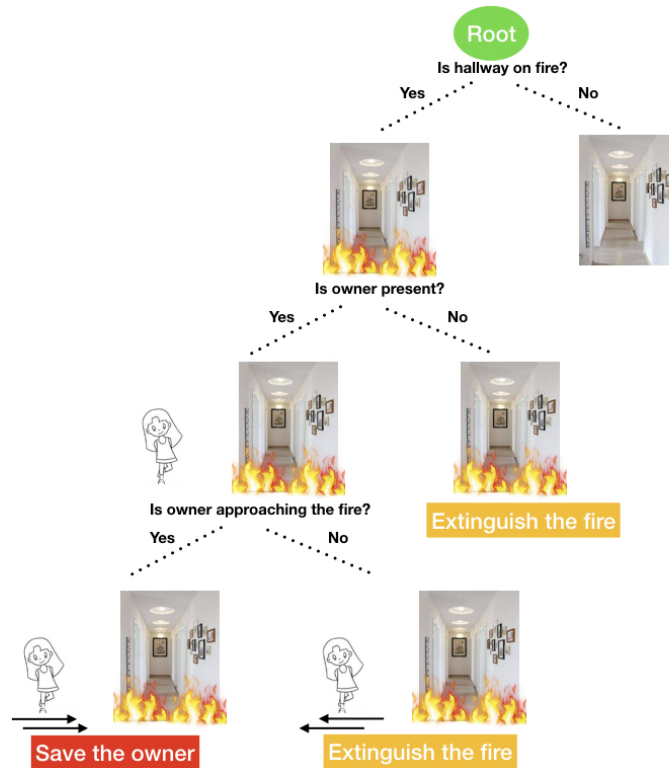 Root
Is hallway on fire?
Yes
No
Is owner present?
Yes
No
Extinguish the fire
Is owner approaching the fire?
Yes
No
Save the owner
Extinguish the fire